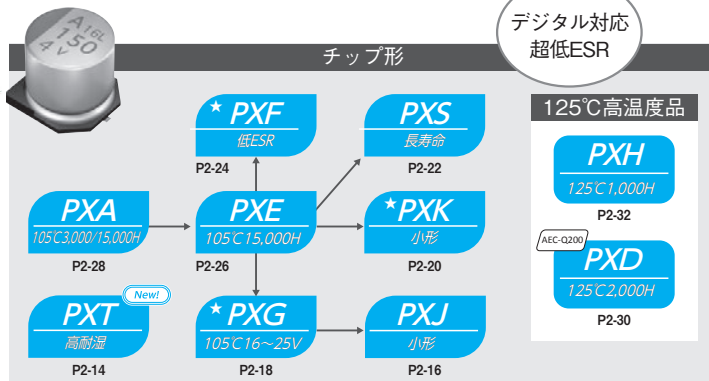 デジタル対応
超低ESR
A16L
150
4V
チップ形
125℃高温度品
★PXF
低ESR
P2-24
PXS
長寿命
P2-22
PXH
125℃1,000H
P2-32
PXA
105℃3,000/15,000H
P2-28
PXE
105℃15,000H
P2-26
★PXK
小形
P2-20
AEC-Q200
PXD
125℃2,000H
P2-30
New!
PXT
高耐湿
P2-14
★PXG
105℃16～25V
P2-18
PXJ
小形
P2-16